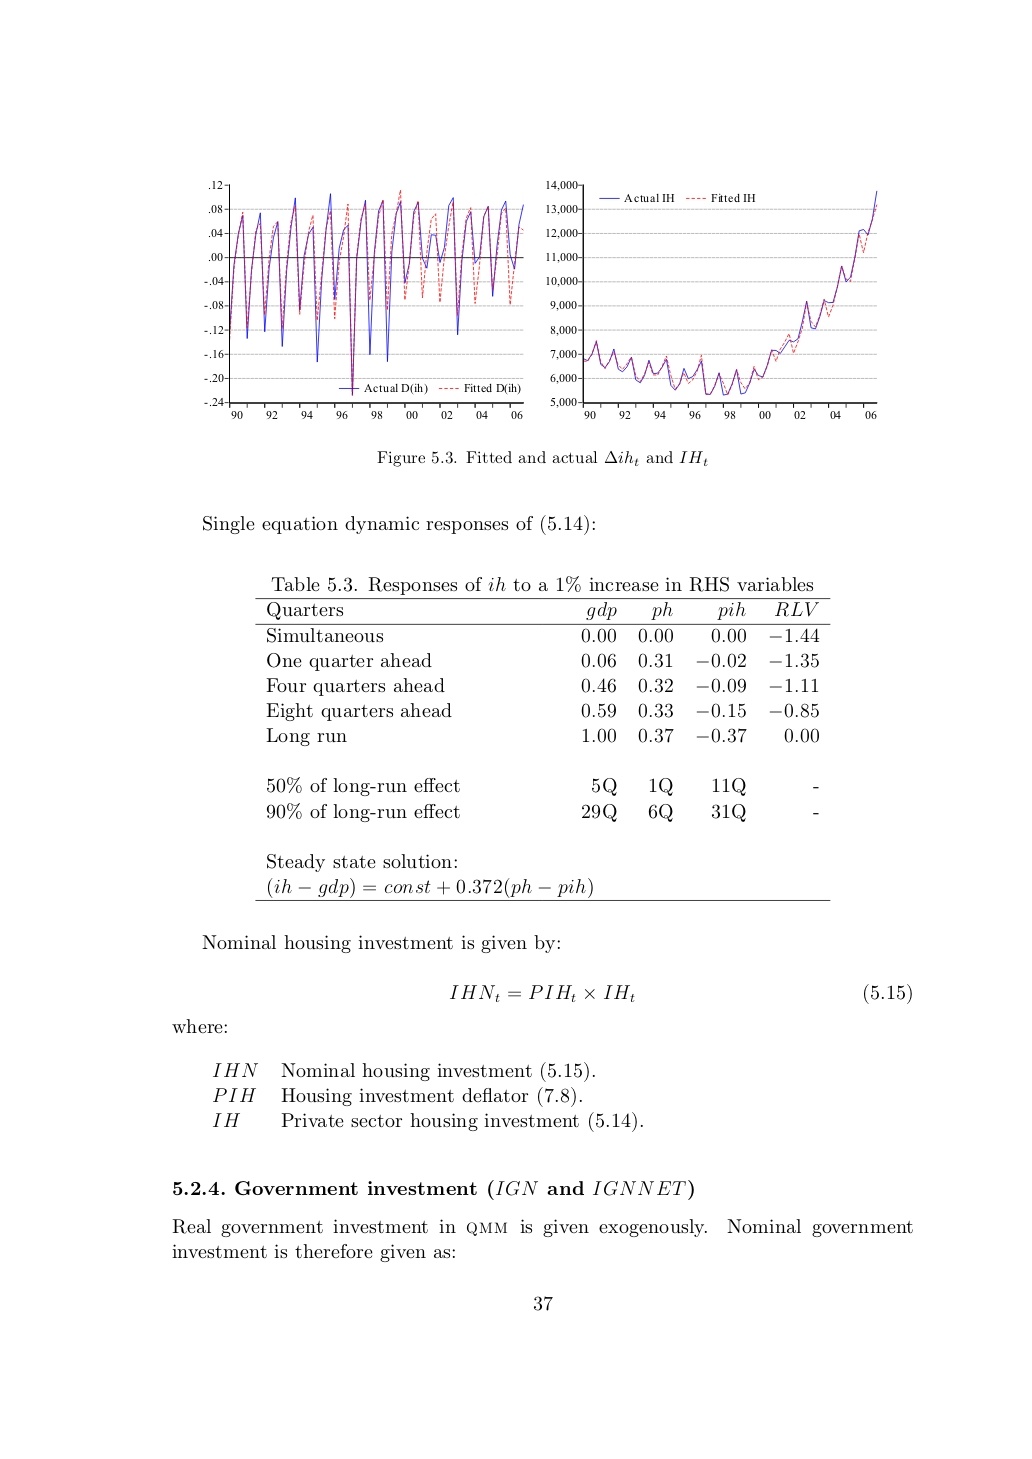 .12
.08
.04
.00
-.04
-.08
-.12
-.16
-.20
-.24
Actual D(ih) Fitted D(ih)
90 92 94 96 98 00 02 04 06
14,000
13,000
12,000
11,000
10,000
9,000
8,000
7,000
6,000
5,000
Actual IH Fitted IH
90 92 94 96 98 00 02 04 06
Figure 5.3. Fitted and actual Δihₜ and IHₜ
Single equation dynamic responses of (5.14):
Table 5.3. Responses of ih to a 1% increase in RHS variables
Quarters gdp ph pih RLV
Simultaneous 0.00 0.00 0.00 −1.44
One quarter ahead 0.06 0.31 −0.02 −1.35
Four quarters ahead 0.46 0.32 −0.09 −1.11
Eight quarters ahead 0.59 0.33 −0.15 −0.85
Long run 1.00 0.37 −0.37 0.00
50% of long-run effect 5Q 1Q 11Q -
90% of long-run effect 29Q 6Q 31Q -
Steady state solution:
(ih − gdp) = const + 0.372(ph − pih)
Nominal housing investment is given by:
IHNₜ = PIHₜ × IHₜ (5.15)
where:
IHN Nominal housing investment (5.15).
PIH Housing investment deflator (7.8).
IH Private sector housing investment (5.14).
5.2.4. Government investment (IGN and IGNNET)
Real government investment in QMM is given exogenously. Nominal government
investment is therefore given as:
37